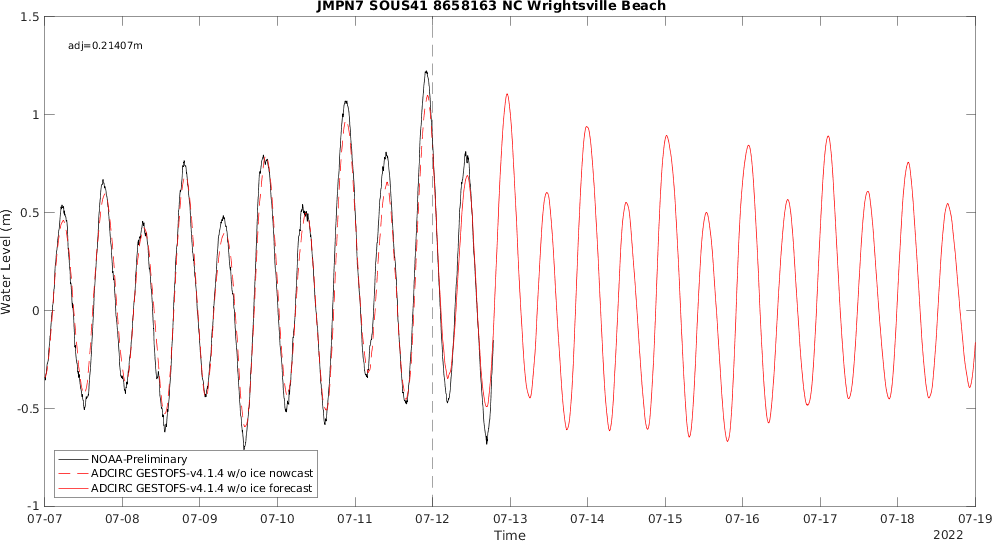 JMPN7 SOUS41 8658163 NC Wrightsville Beach
1.5
adj=0.21407m
1
0.5
0
-0.5
-1
Water Level (m)
NOAA-Preliminary
ADCIRC GESTOFS-v4.1.4 w/o ice nowcast
ADCIRC GESTOFS-v4.1.4 w/o ice forecast
07-07 07-08 07-09 07-10 07-11 07-12 07-13 07-14 07-15 07-16 07-17 07-18 07-19
Time
2022